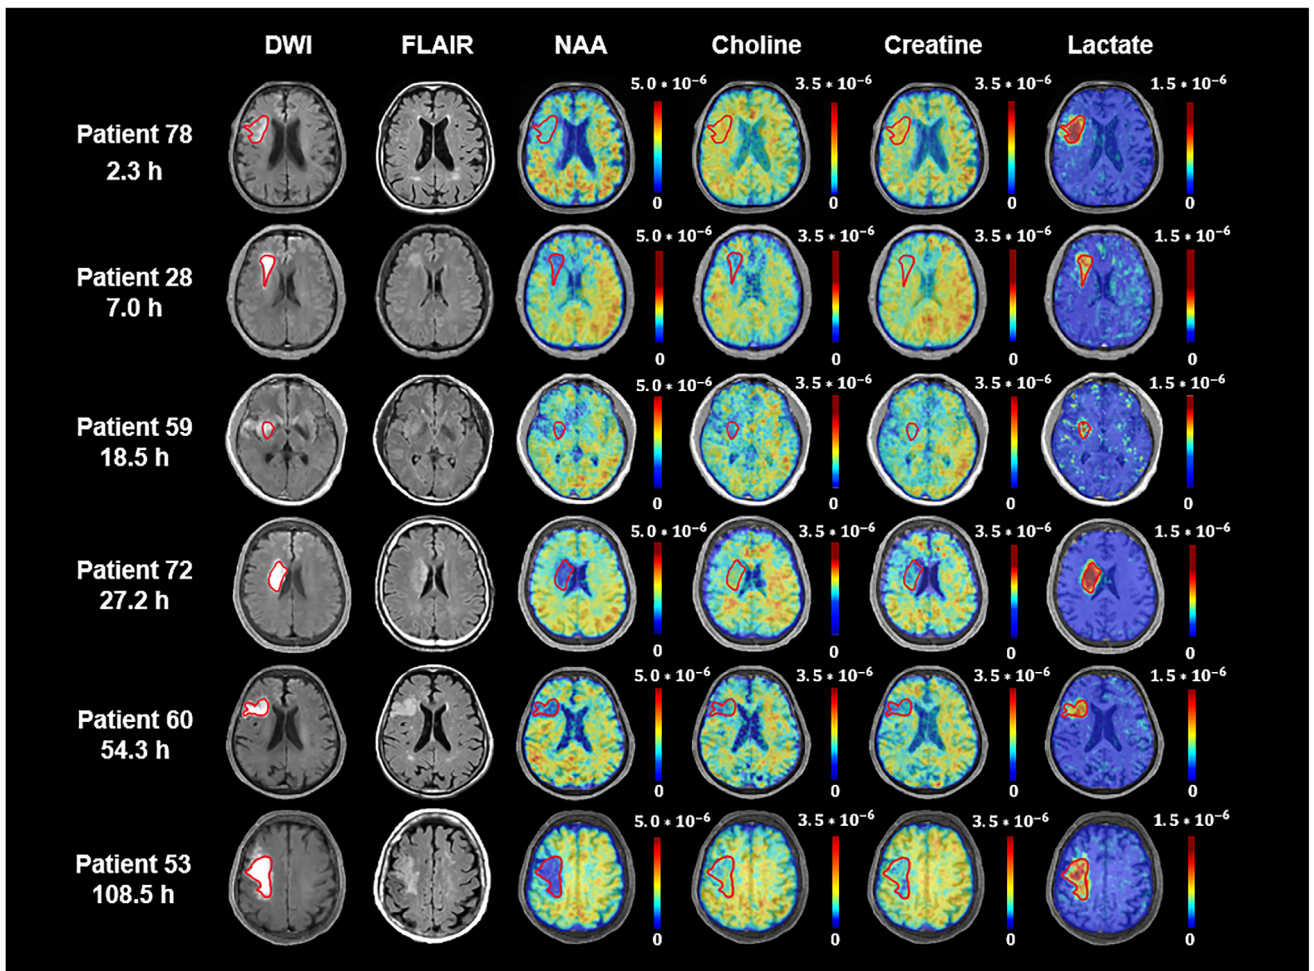 DWI FLAIR NAA Choline Creatine Lactate
5.0 * 10⁻⁶ 3.5 * 10⁻⁶ 3.5 * 10⁻⁶ 1.5 * 10⁻⁶
Patient 78
2.3 h
0 0 0 0
5.0 * 10⁻⁶ 3.5 * 10⁻⁶ 3.5 * 10⁻⁶ 1.5 * 10⁻⁶
Patient 28
7.0 h
0 0 0 0
5.0 * 10⁻⁶ 3.5 * 10⁻⁶ 3.5 * 10⁻⁶ 1.5 * 10⁻⁶
Patient 59
18.5 h
0 0 0 0
5.0 * 10⁻⁶ 3.5 * 10⁻⁶ 3.5 * 10⁻⁶ 1.5 * 10⁻⁶
Patient 72
27.2 h
0 0 0 0
5.0 * 10⁻⁶ 3.5 * 10⁻⁶ 3.5 * 10⁻⁶ 1.5 * 10⁻⁶
Patient 60
54.3 h
0 0 0 0
5.0 * 10⁻⁶ 3.5 * 10⁻⁶ 3.5 * 10⁻⁶ 1.5 * 10⁻⁶
Patient 53
108.5 h
0 0 0 0